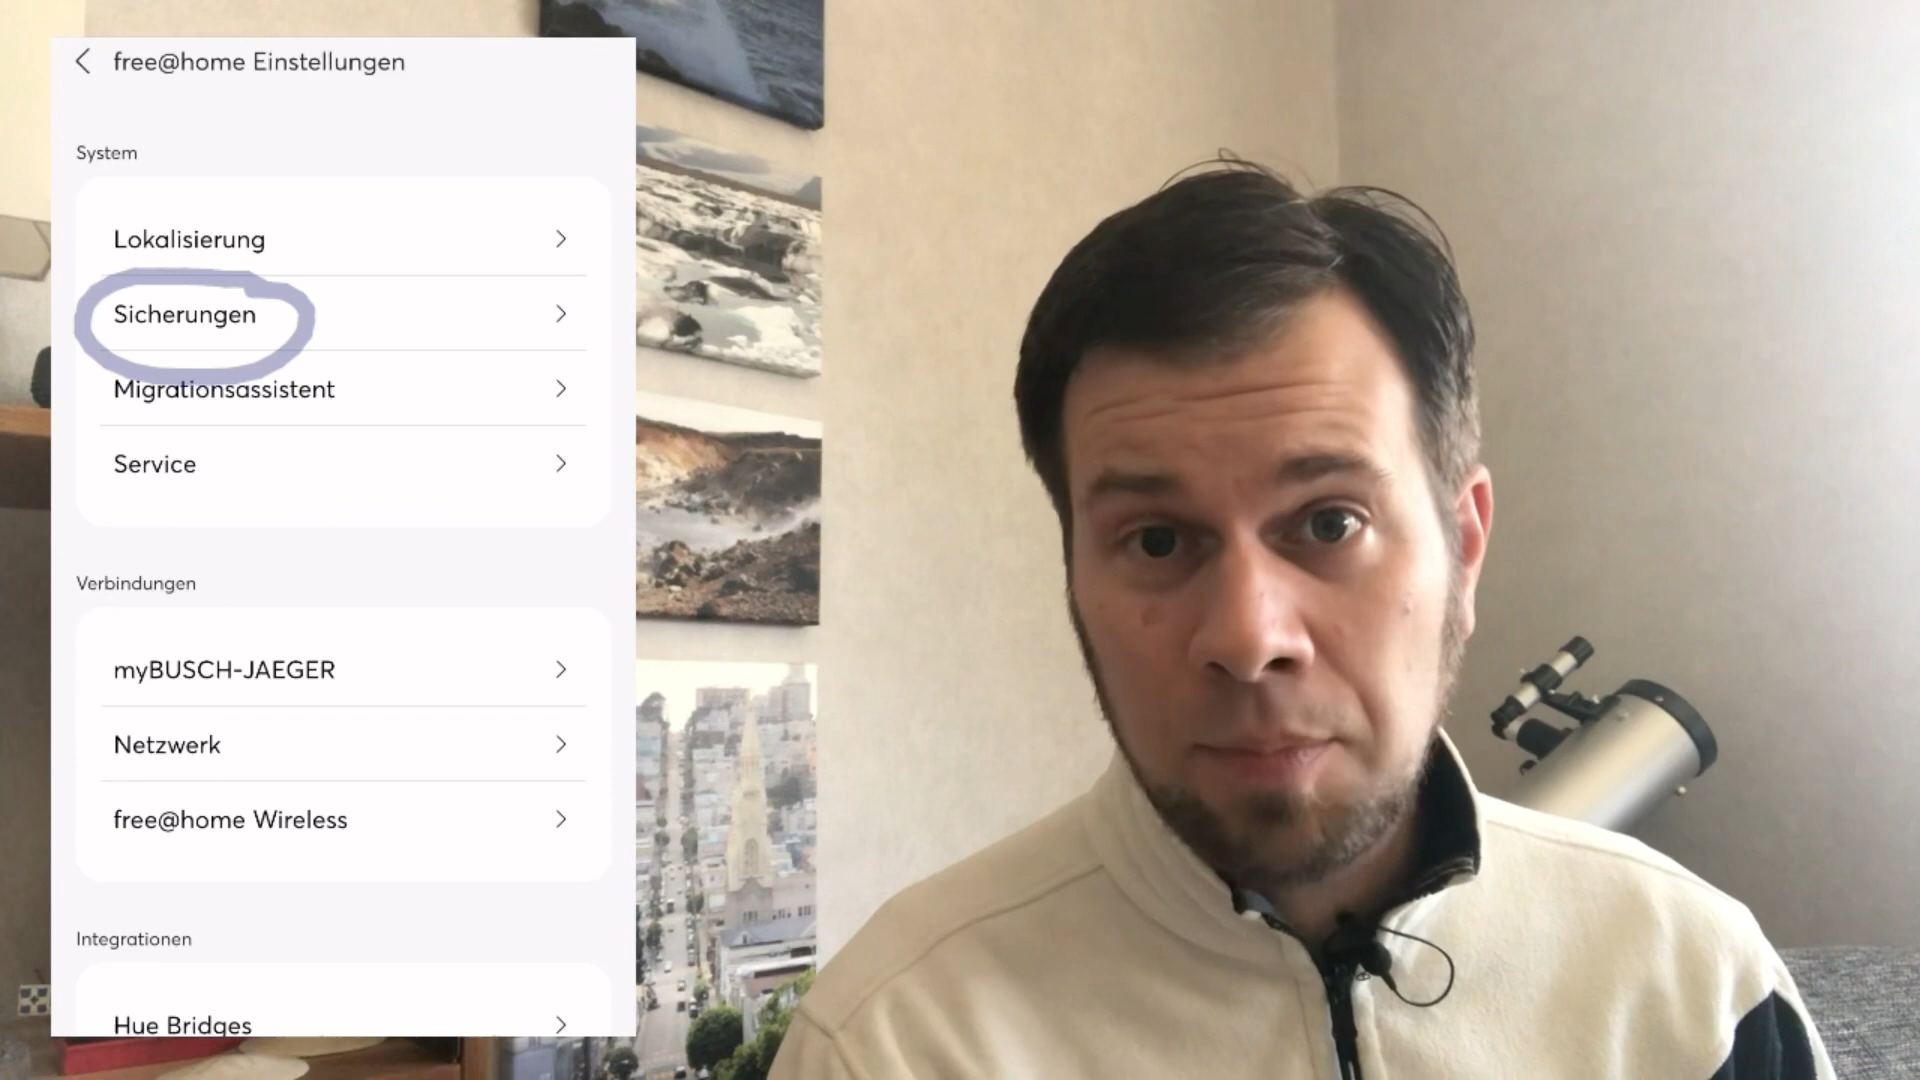 free@home Einstellungen
System
Lokalisierung
Sicherungen
Migrationsassistent
Service
Verbindungen
myBUSCH-JAEGER
Netzwerk
free@home Wireless
Integrationen
Hue Bridges